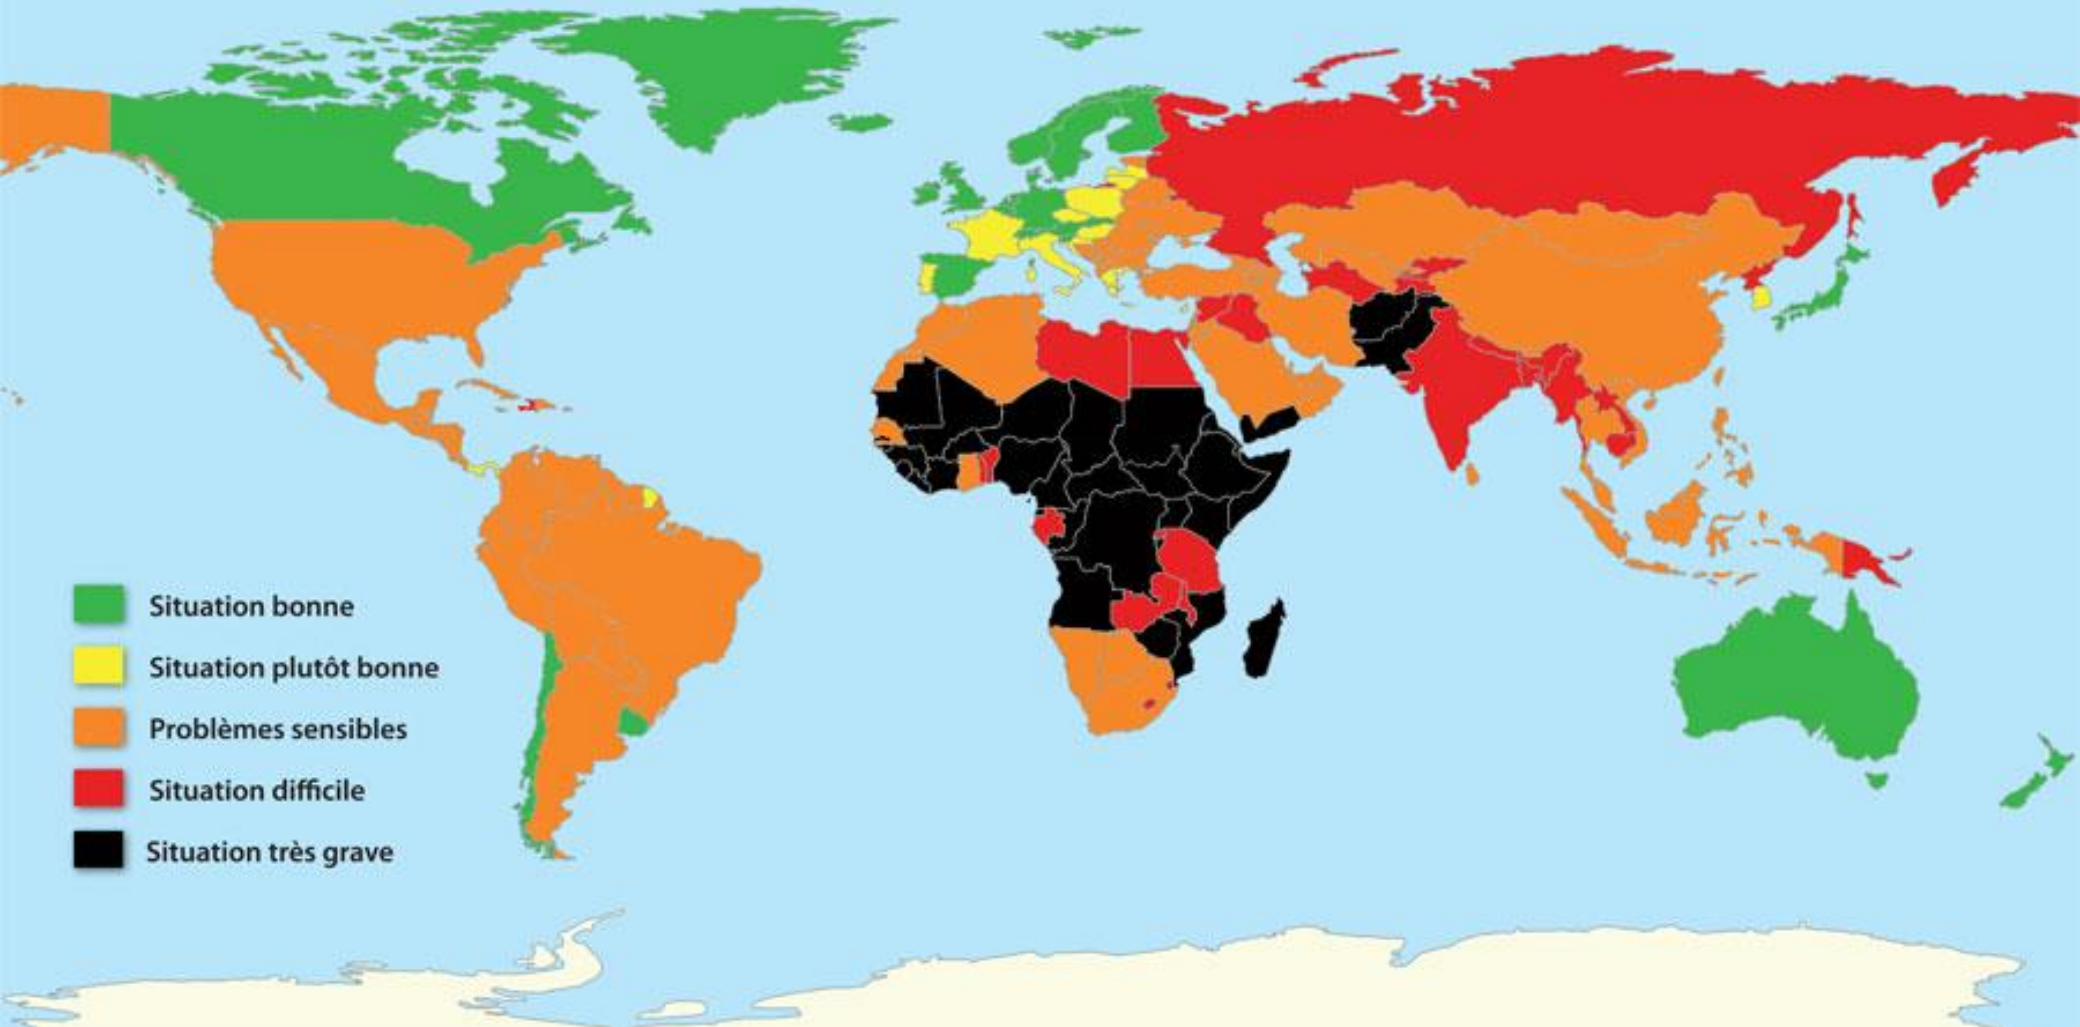 Situation bonne
Situation plutôt bonne
Problèmes sensibles
Situation difficile
Situation très grave